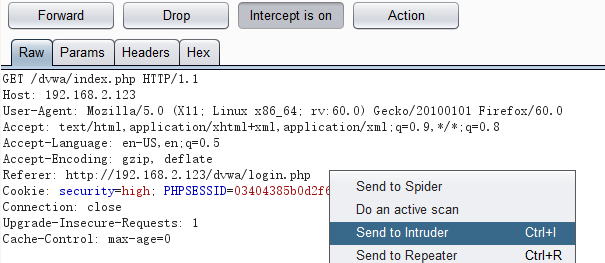 Forward Drop Intercept is on Action
Raw Params Headers Hex
GET /dvwa/index.php HTTP/1.1
Host: 192.168.2.123
User-Agent: Mozilla/5.0 (X11; Linux x86_64; rv:60.0) Gecko/20100101 Firefox/60.0
Accept: text/html,application/xhtml+xml,application/xml;q=0.9,*/*;q=0.8
Accept-Language: en-US,en;q=0.5
Accept-Encoding: gzip, deflate
Referer: http://192.168.2.123/dvwa/login.php
Cookie: security=high; PHPSESSID=03404385b0d2f6
Connection: close
Upgrade-Insecure-Requests: 1
Cache-Control: max-age=0
Send to Spider
Do an active scan
Send to Intruder Ctrl+I
Send to Repeater Ctrl+R